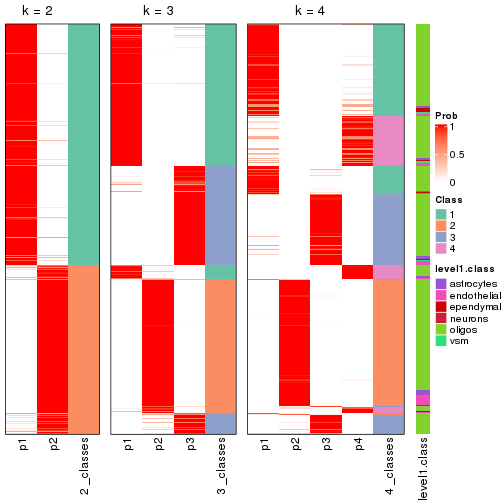 k = 2
k = 3
k = 4
Prob
1
0.5
0
Class
1
2
3
4
level1.class
astrocytes
endothelial
ependymal
neurons
oligos
vsm
p1
p2
2_classes
p1
p2
p3
3_classes
p1
p2
p3
p4
4_classes
level1.class